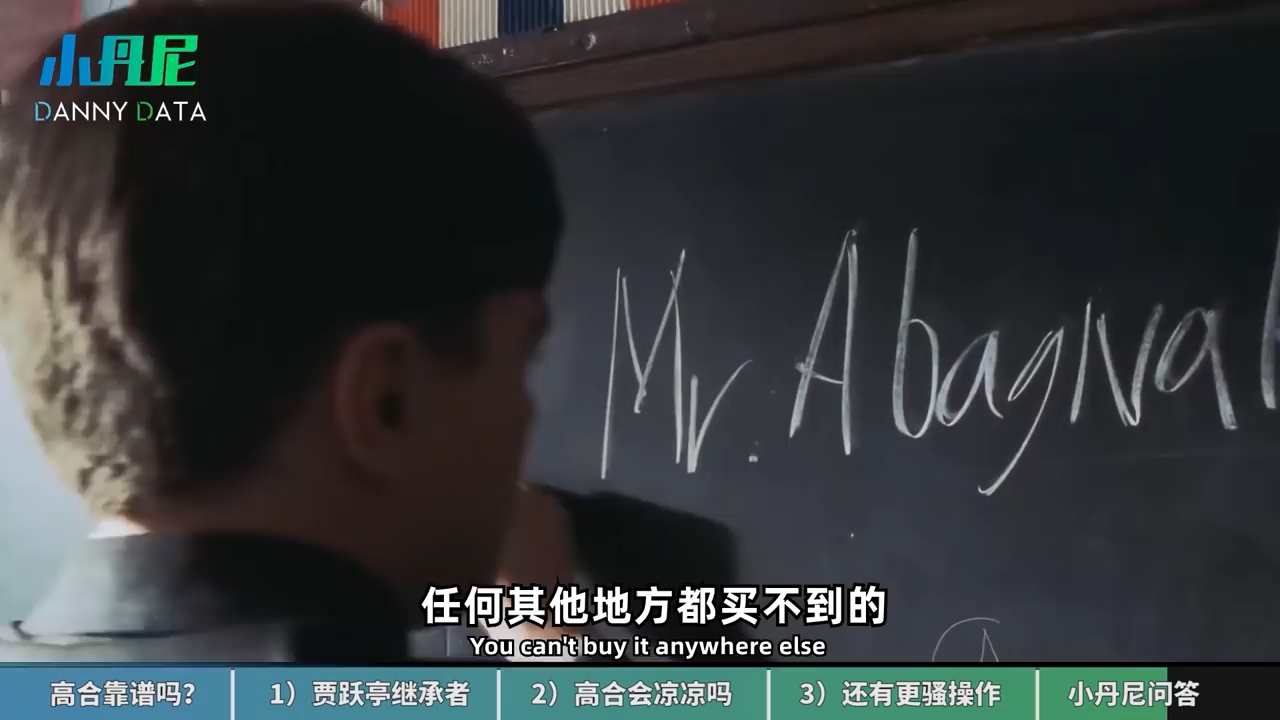 小丹尼
DANNY DATA
Mr. Abagnal
任何其他地方都买不到的
You can't buy it anywhere else
高合靠谱吗?
1）贾跃亭继承者
2）高合会凉凉吗
3）还有更骚操作
小丹尼问答